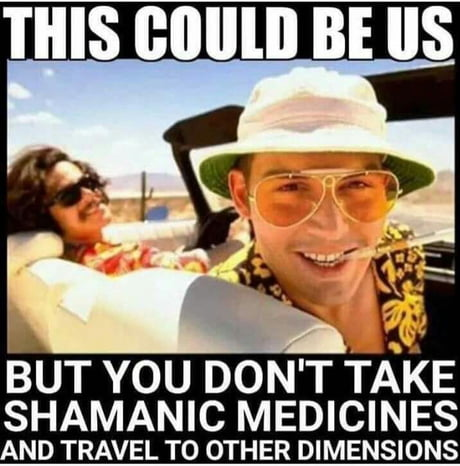 THIS COULD BE US
BUT YOU DON'T TAKE
SHAMANIC MEDICINES
AND TRAVEL TO OTHER DIMENSIONS